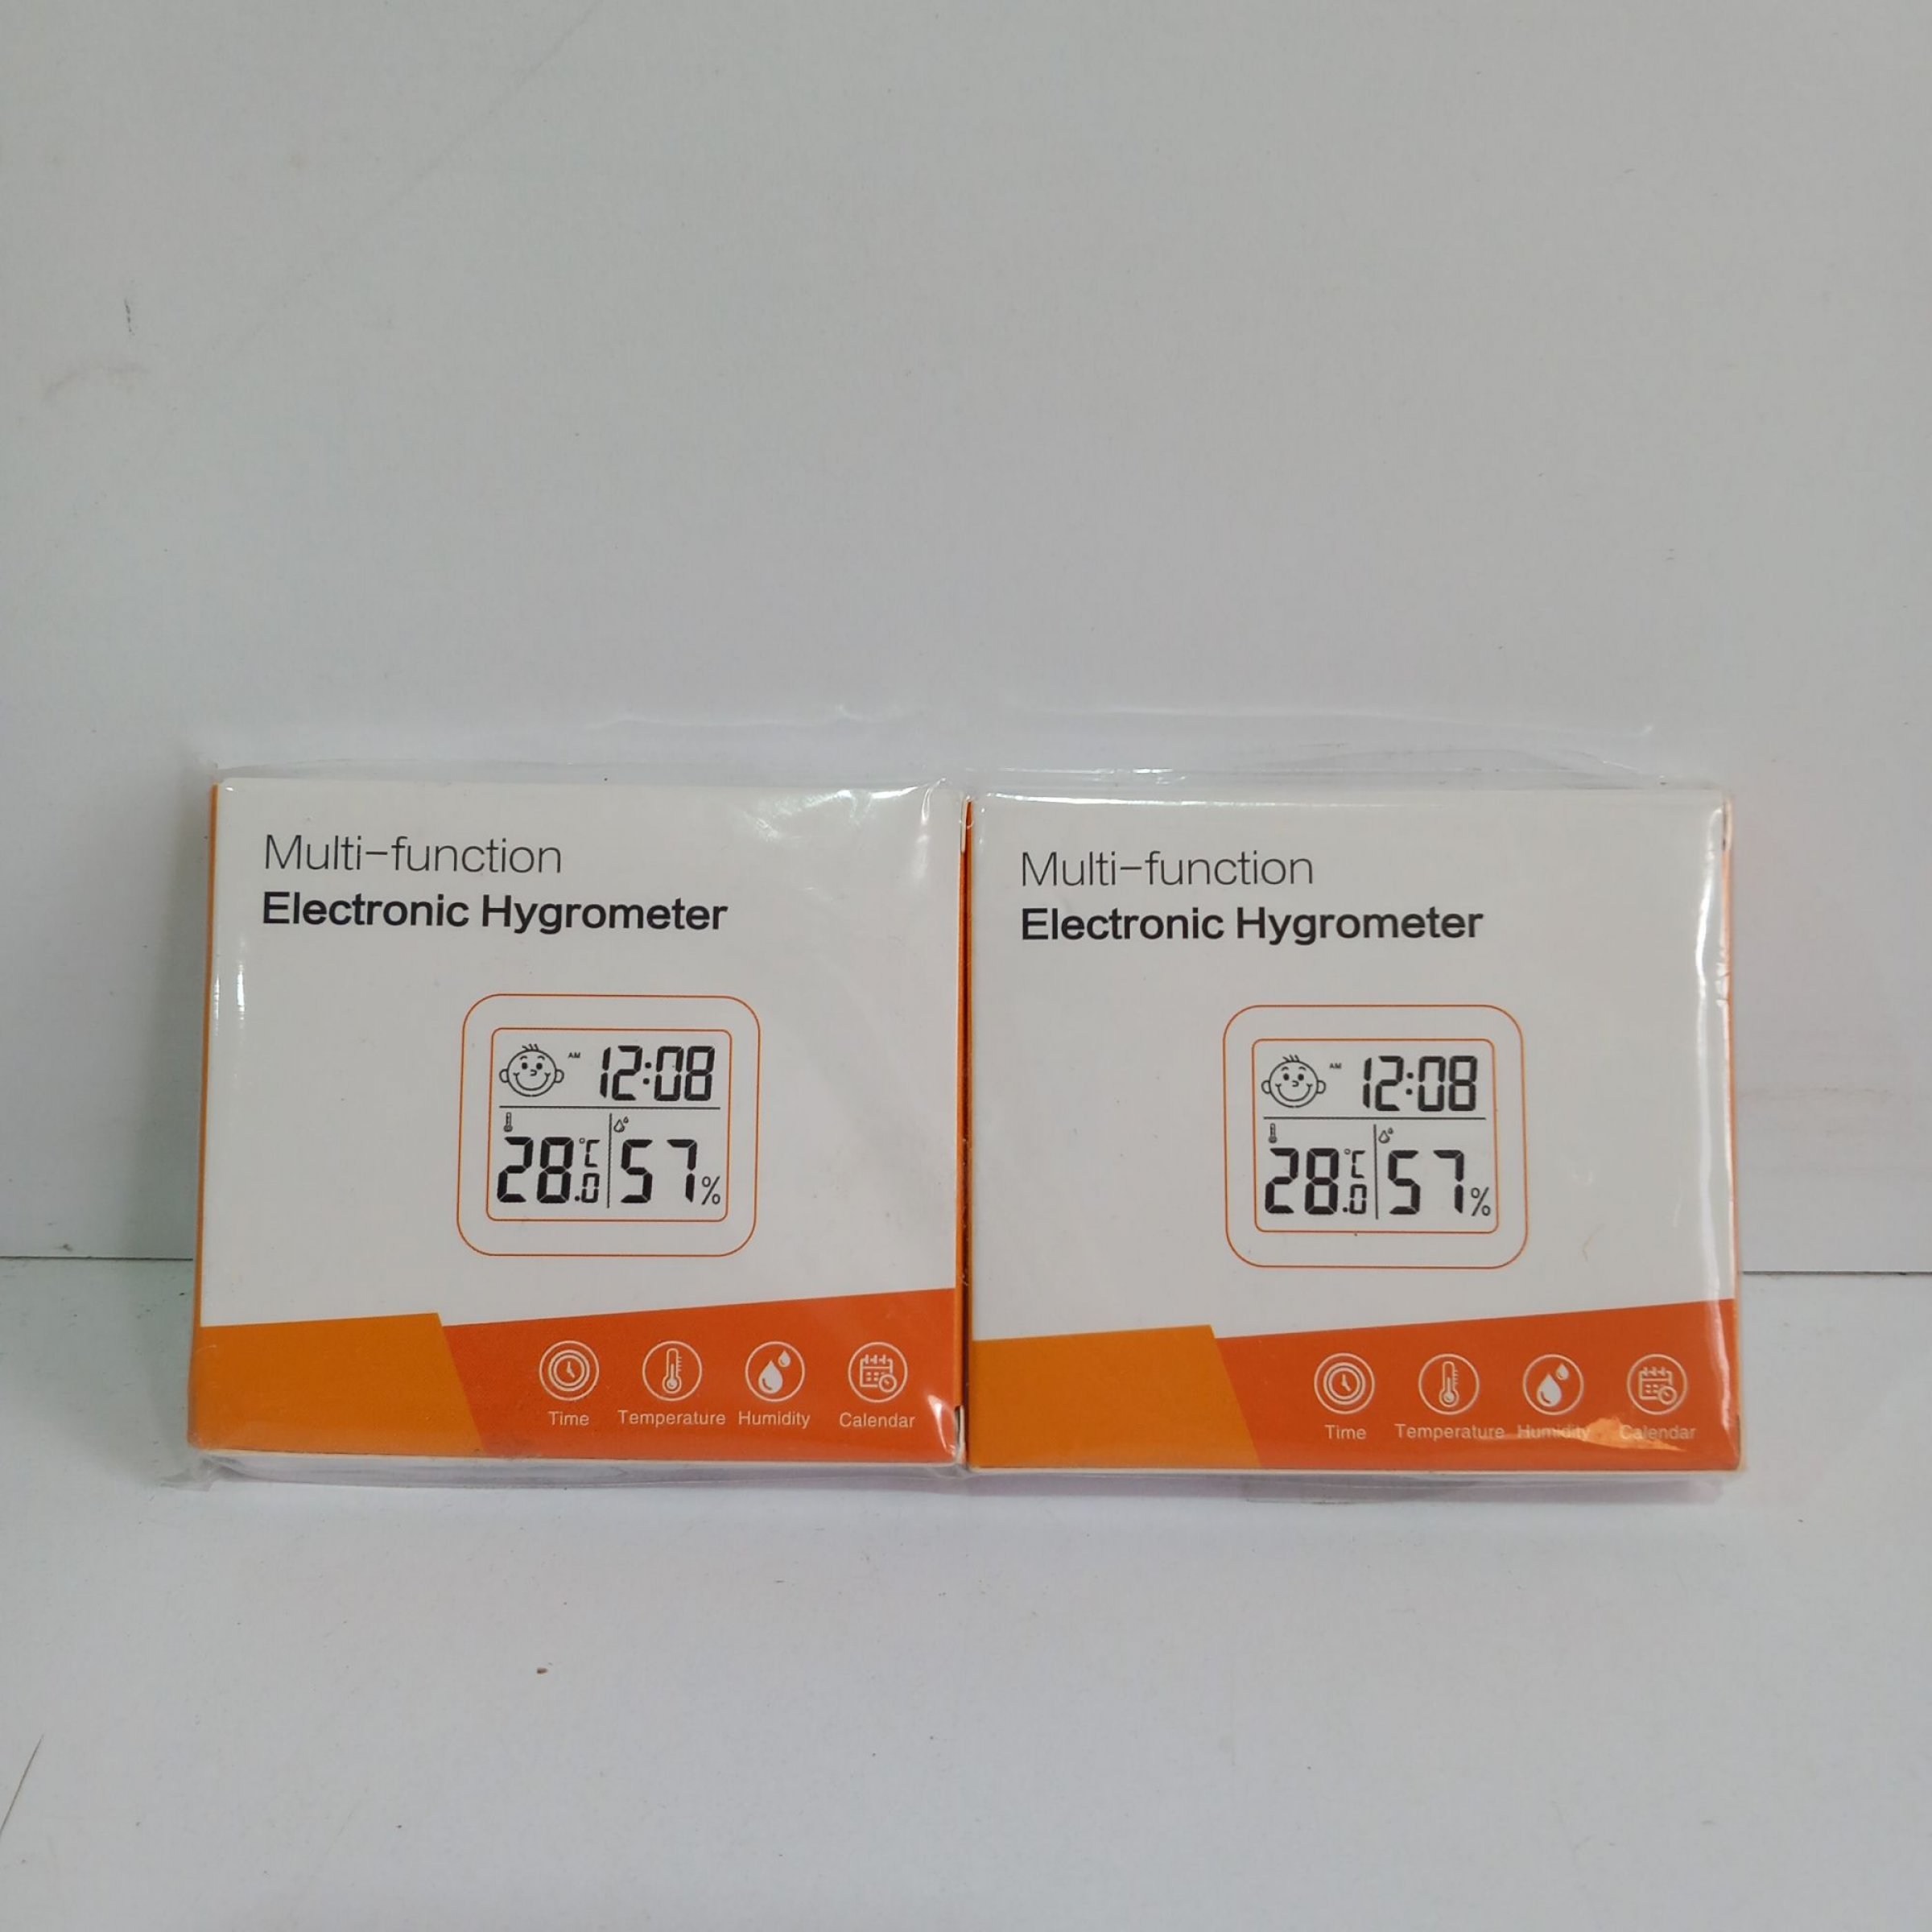 Multi-function
Electronic Hygrometer
AM 12:08
28.0 °C 57%
Time Temperature Humidity Calendar
Multi-function
Electronic Hygrometer
AM 12:08
28.0 °C 57%
Time Temperature Humidity Calendar